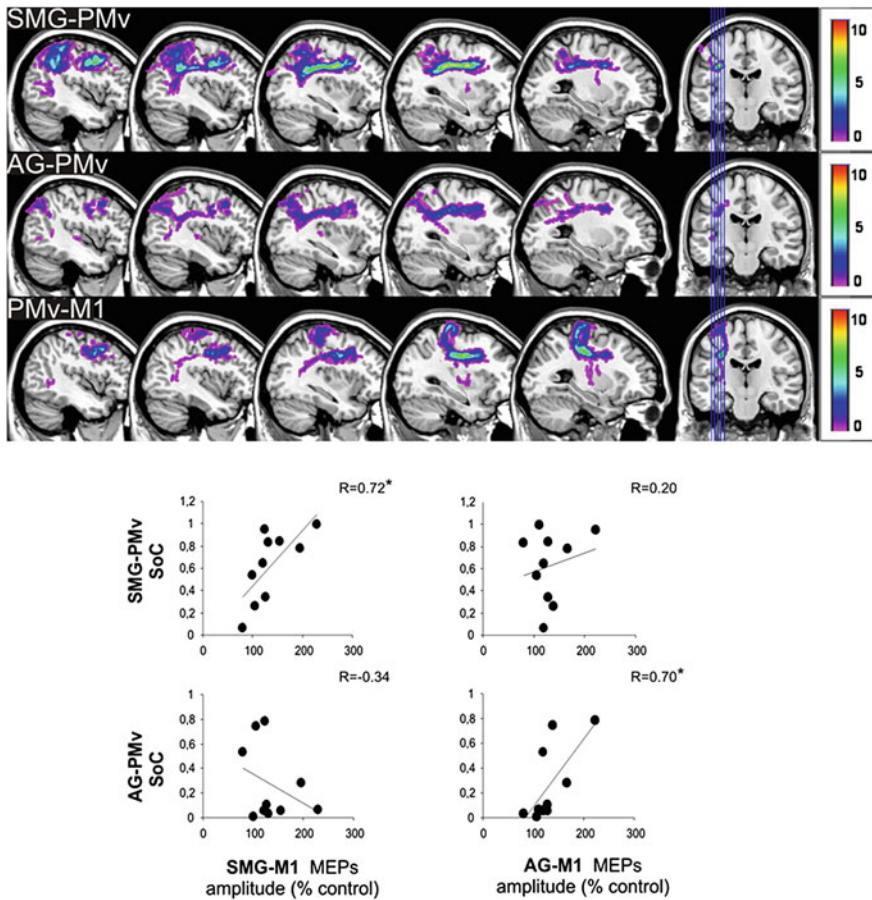 SMG-PMv
10
5
0
AG-PMv
10
5
0
PMv-M1
10
5
0
R=0.72*
R=0.20
SMG-PMv
SoC
1,2
1
0,8
0,6
0,4
0,2
0
0 100 200 300
1,2
1
0,8
0,6
0,4
0,2
0
0 100 200 300
R=-0.34
R=0.70*
AG-PMv
SoC
1
0,8
0,6
0,4
0,2
0
0 100 200 300
1
0,8
0,6
0,4
0,2
0
0 100 200 300
SMG-M1 MEPs
amplitude (% control)
AG-M1 MEPs
amplitude (% control)